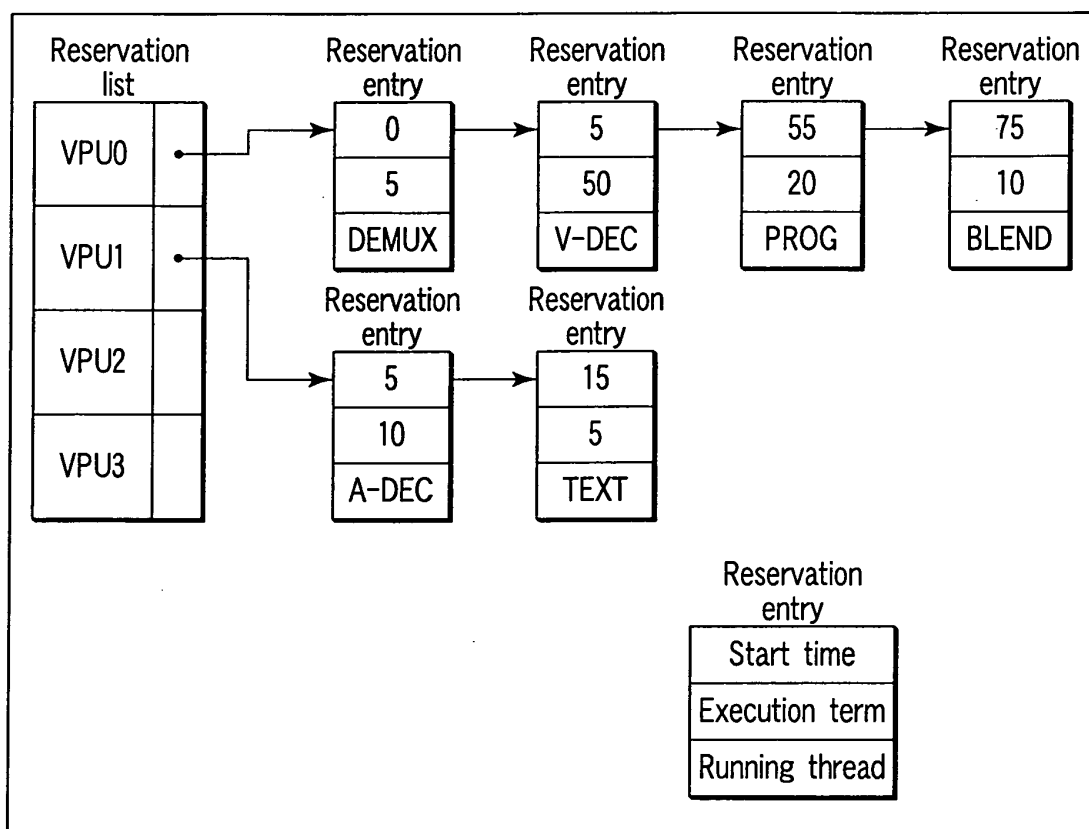 Reservation
list
VPU0
VPU1
VPU2
VPU3
Reservation
entry
0
5
DEMUX
Reservation
entry
5
50
V-DEC
Reservation
entry
55
20
PROG
Reservation
entry
75
10
BLEND
Reservation
entry
5
10
A-DEC
Reservation
entry
15
5
TEXT
Reservation
entry
Start time
Execution term
Running thread